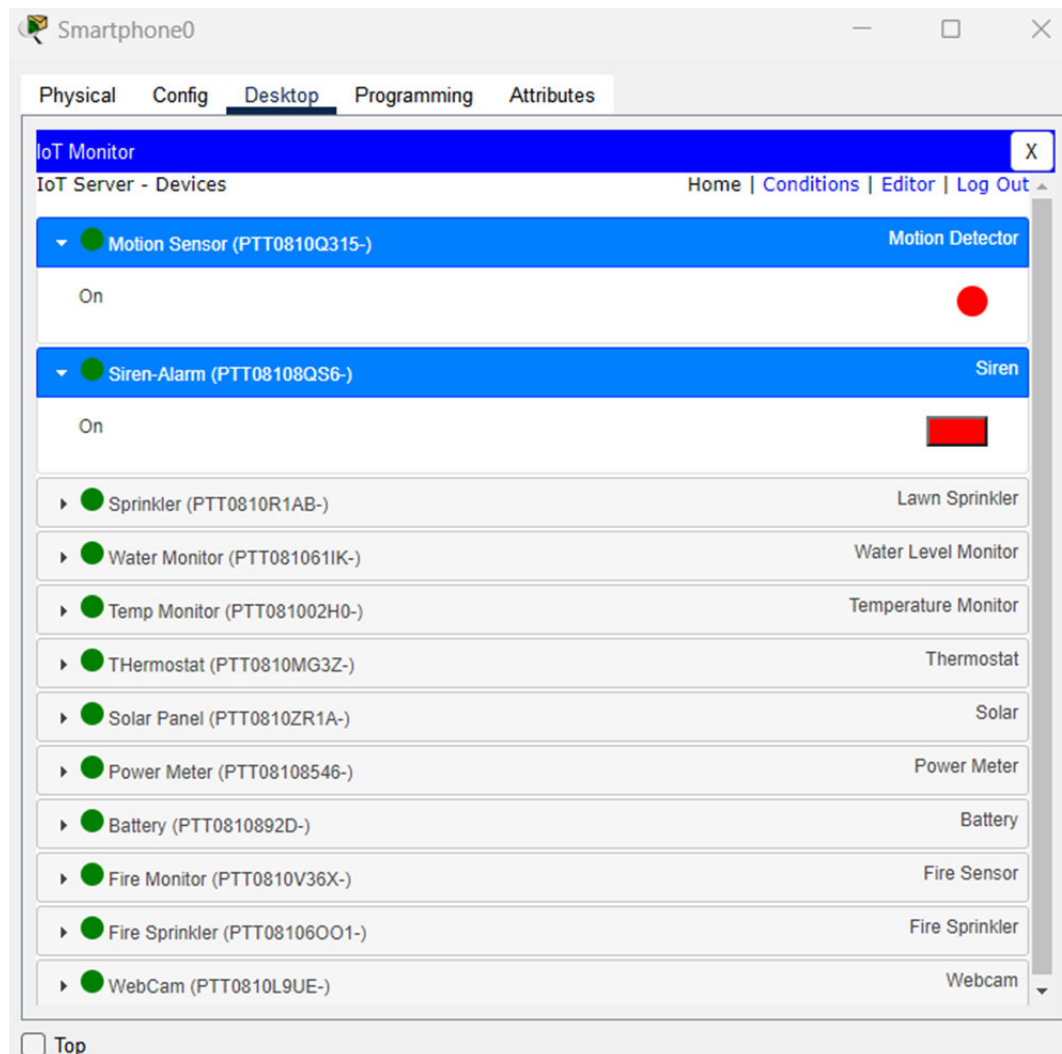 Smartphone0
Physical Config Desktop Programming Attributes
IoT Monitor X
IoT Server - Devices Home | Conditions | Editor | Log Out
Motion Sensor (PTT0810Q315-) Motion Detector
On
Siren-Alarm (PTT08108QS6-) Siren
On
Sprinkler (PTT0810R1AB-) Lawn Sprinkler
Water Monitor (PTT081061IK-) Water Level Monitor
Temp Monitor (PTT081002H0-) Temperature Monitor
THermostat (PTT0810MG3Z-) Thermostat
Solar Panel (PTT0810ZR1A-) Solar
Power Meter (PTT08108546-) Power Meter
Battery (PTT0810892D-) Battery
Fire Monitor (PTT0810V36X-) Fire Sensor
Fire Sprinkler (PTT08106OO1-) Fire Sprinkler
WebCam (PTT0810L9UE-) Webcam
Top